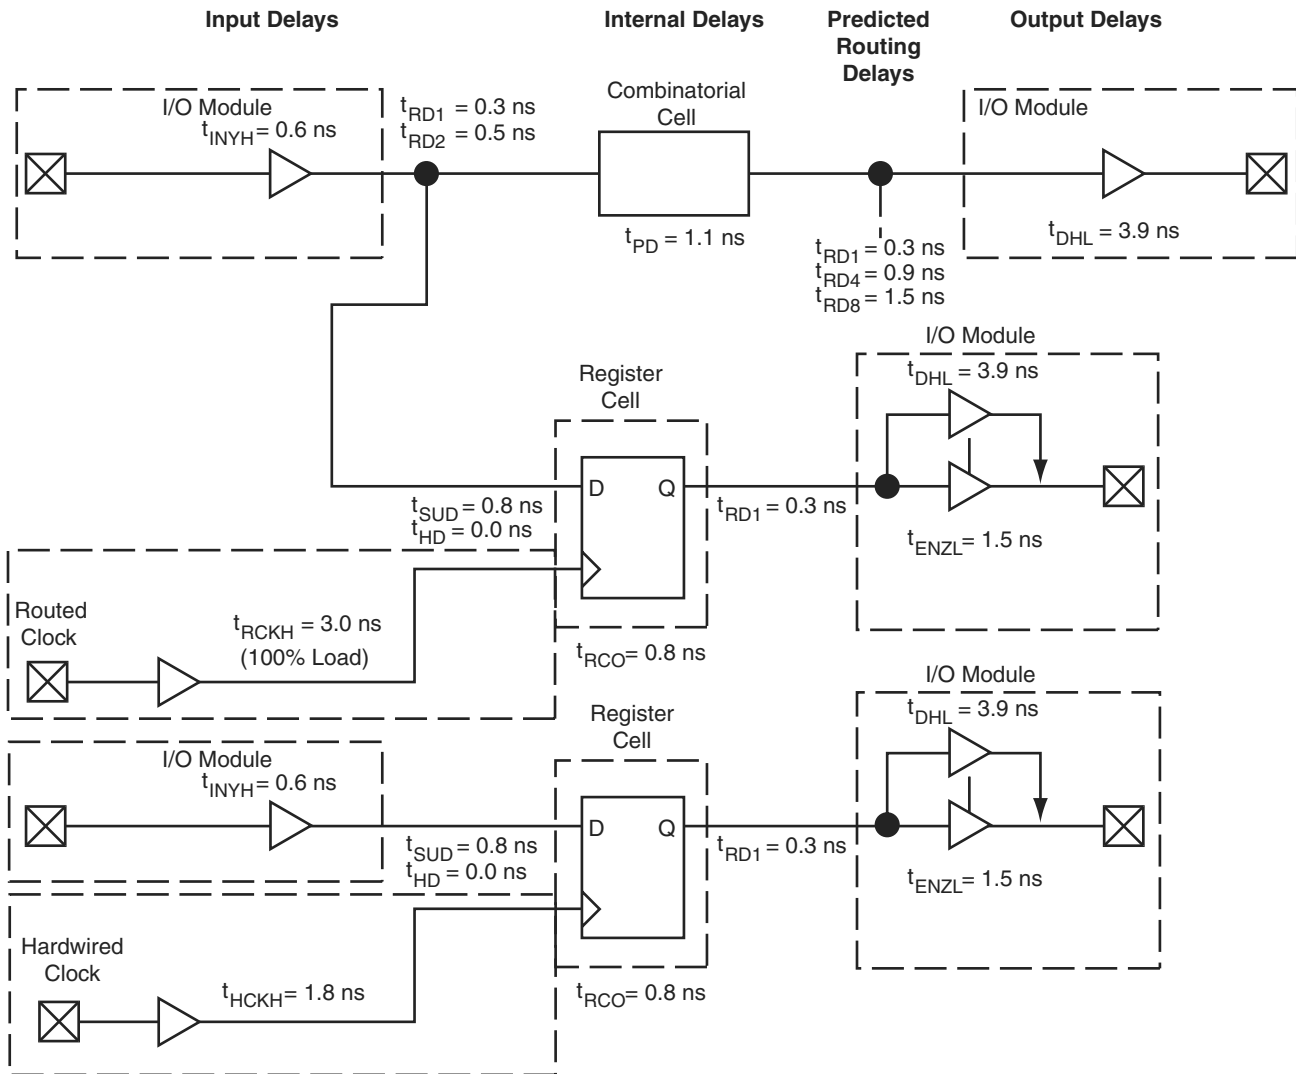 Input Delays
Internal Delays
Predicted
Routing
Delays
Output Delays
I/O Module
tINYH= 0.6 ns
tRD1 = 0.3 ns
tRD2 = 0.5 ns
Combinatorial
Cell
tPD = 1.1 ns
I/O Module
tDHL = 3.9 ns
tRD1= 0.3 ns
tRD4= 0.9 ns
tRD8= 1.5 ns
I/O Module
tDHL = 3.9 ns
Register
Cell
D
Q
tSUD= 0.8 ns
tHD = 0.0 ns
tRD1= 0.3 ns
tENZL= 1.5 ns
Routed
Clock
tRCKH = 3.0 ns
(100% Load)
tRCO= 0.8 ns
I/O Module
tDHL = 3.9 ns
Register
Cell
I/O Module
tINYH= 0.6 ns
D
Q
tSUD= 0.8 ns
tHD= 0.0 ns
tRD1= 0.3 ns
tENZL= 1.5 ns
Hardwired
Clock
tHCKH= 1.8 ns
tRCO= 0.8 ns